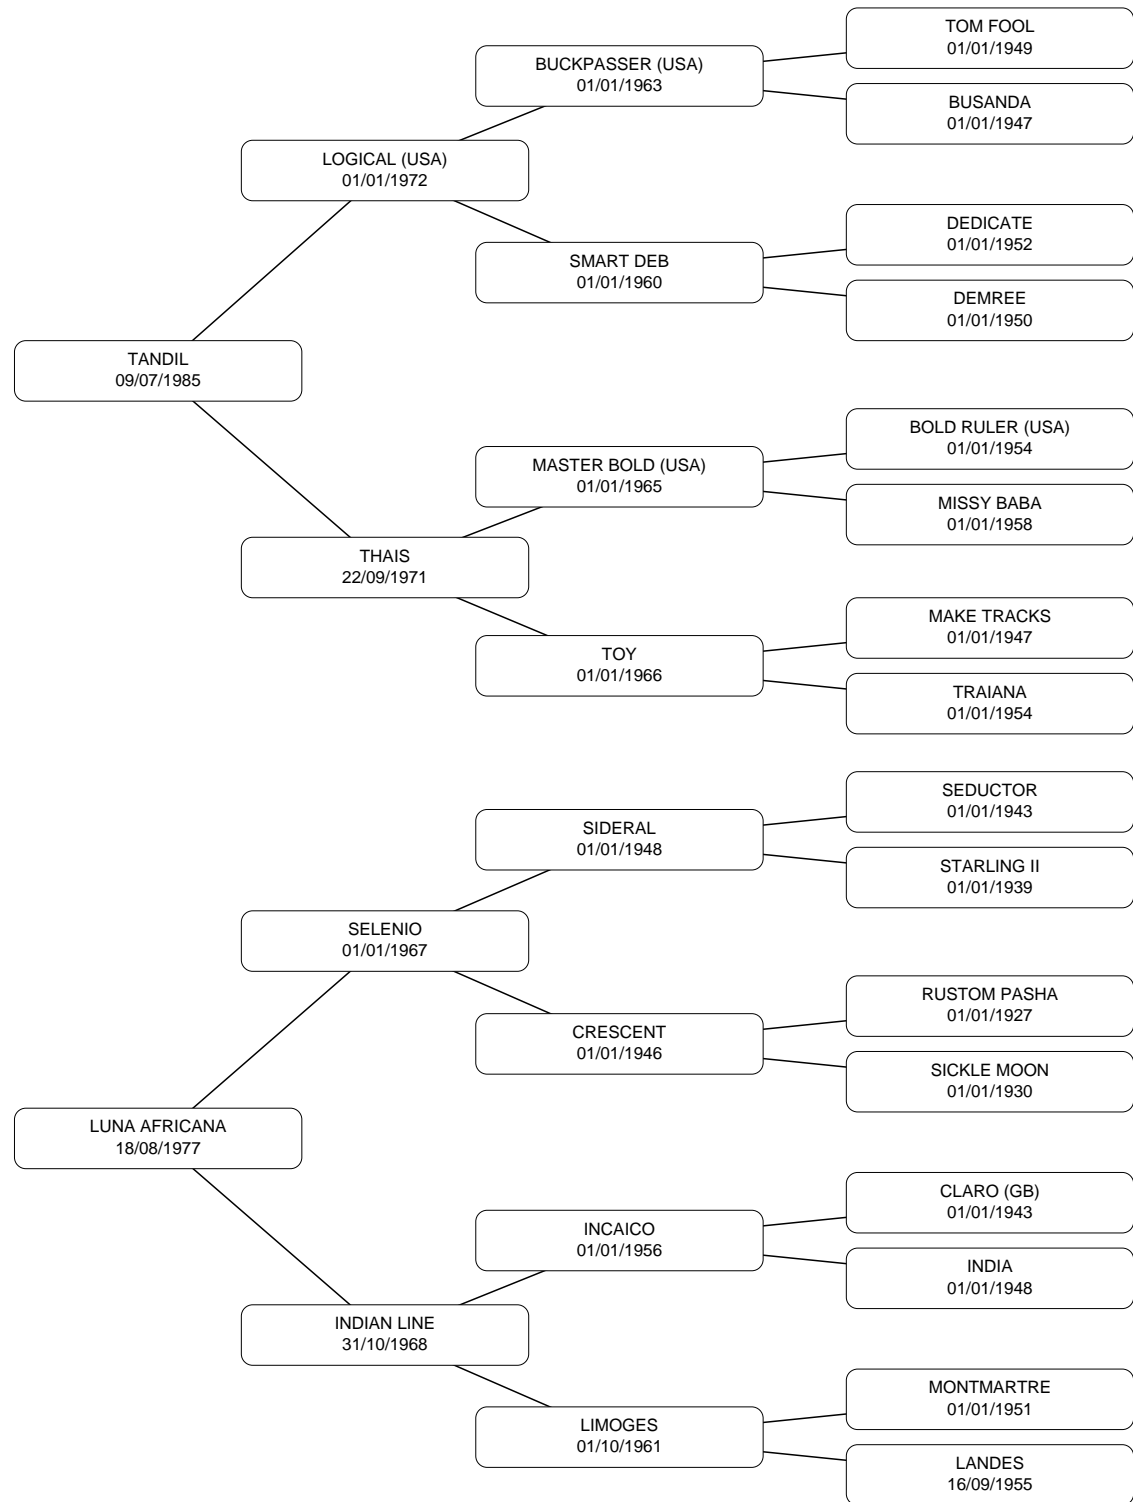 TOM FOOL
01/01/1949
BUCKPASSER (USA)
01/01/1963
BUSANDA
01/01/1947
LOGICAL (USA)
01/01/1972
DEDICATE
01/01/1952
SMART DEB
01/01/1960
DEMREE
01/01/1950
TANDIL
09/07/1985
BOLD RULER (USA)
01/01/1954
MASTER BOLD (USA)
01/01/1965
MISSY BABA
01/01/1958
THAIS
22/09/1971
MAKE TRACKS
01/01/1947
TOY
01/01/1966
TRAIANA
01/01/1954
SEDUCTOR
01/01/1943
SIDERAL
01/01/1948
STARLING II
01/01/1939
SELENIO
01/01/1967
RUSTOM PASHA
01/01/1927
CRESCENT
01/01/1946
SICKLE MOON
01/01/1930
LUNA AFRICANA
18/08/1977
CLARO (GB)
01/01/1943
INCAICO
01/01/1956
INDIA
01/01/1948
INDIAN LINE
31/10/1968
MONTMARTRE
01/01/1951
LIMOGES
01/10/1961
LANDES
16/09/1955